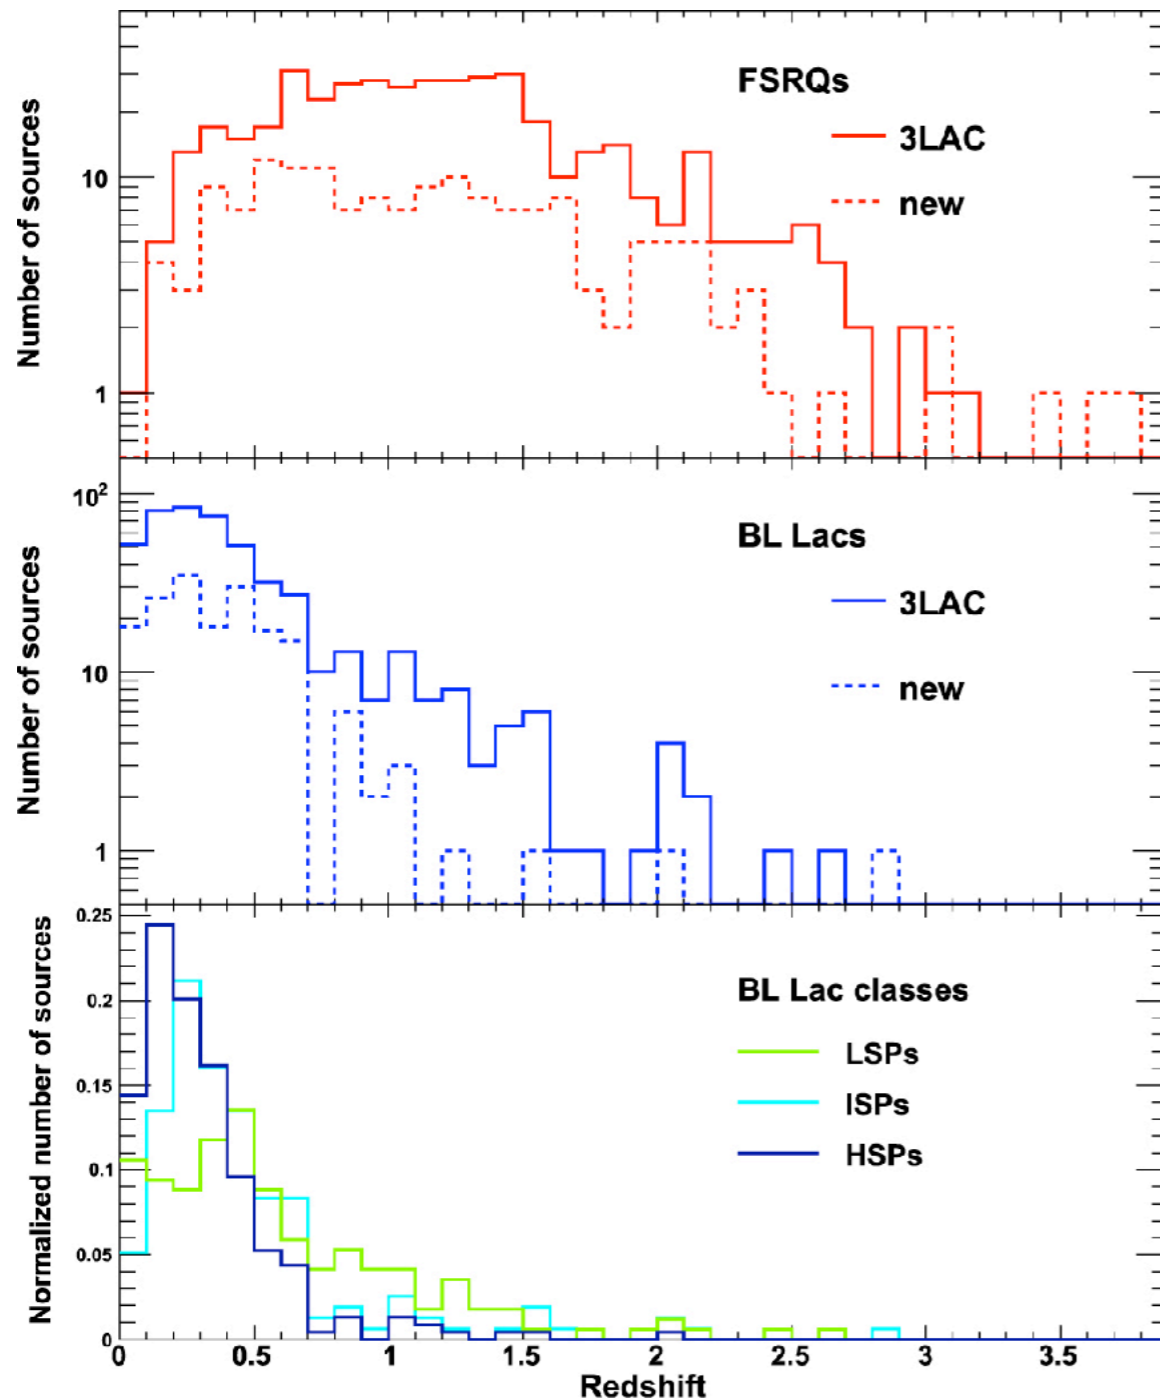 Number of sources
10
1
FSRQs
3LAC
new
Number of sources
10²
10
1
BL Lacs
3LAC
new
Normalized number of sources
0.25
0.2
0.15
0.1
0.05
0
BL Lac classes
LSPs
ISPs
HSPs
0 0.5 1 1.5 2 2.5 3 3.5
Redshift